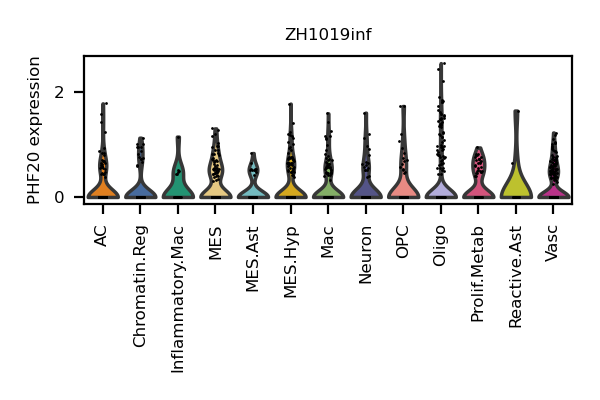 ZH1019inf
PHF20 expression
2
0
AC
Chromatin.Reg
Inflammatory.Mac
MES
MES.Ast
MES.Hyp
Mac
Neuron
OPC
Oligo
Prolif.Metab
Reactive.Ast
Vasc